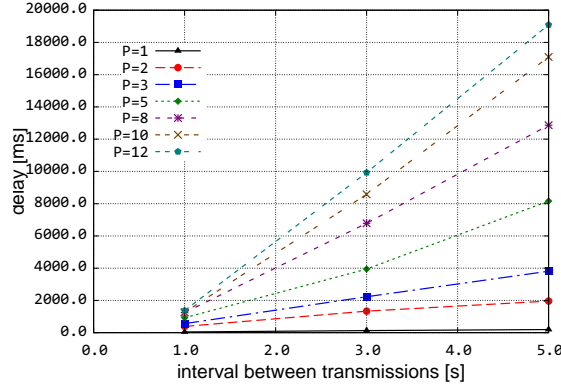 20000.0
18000.0
16000.0
14000.0
12000.0
10000.0
8000.0
6000.0
4000.0
2000.0
0.0
delay [ms]
P=1
P=2
P=3
P=5
P=8
P=10
P=12
0.0 1.0 2.0 3.0 4.0 5.0
interval between transmissions [s]